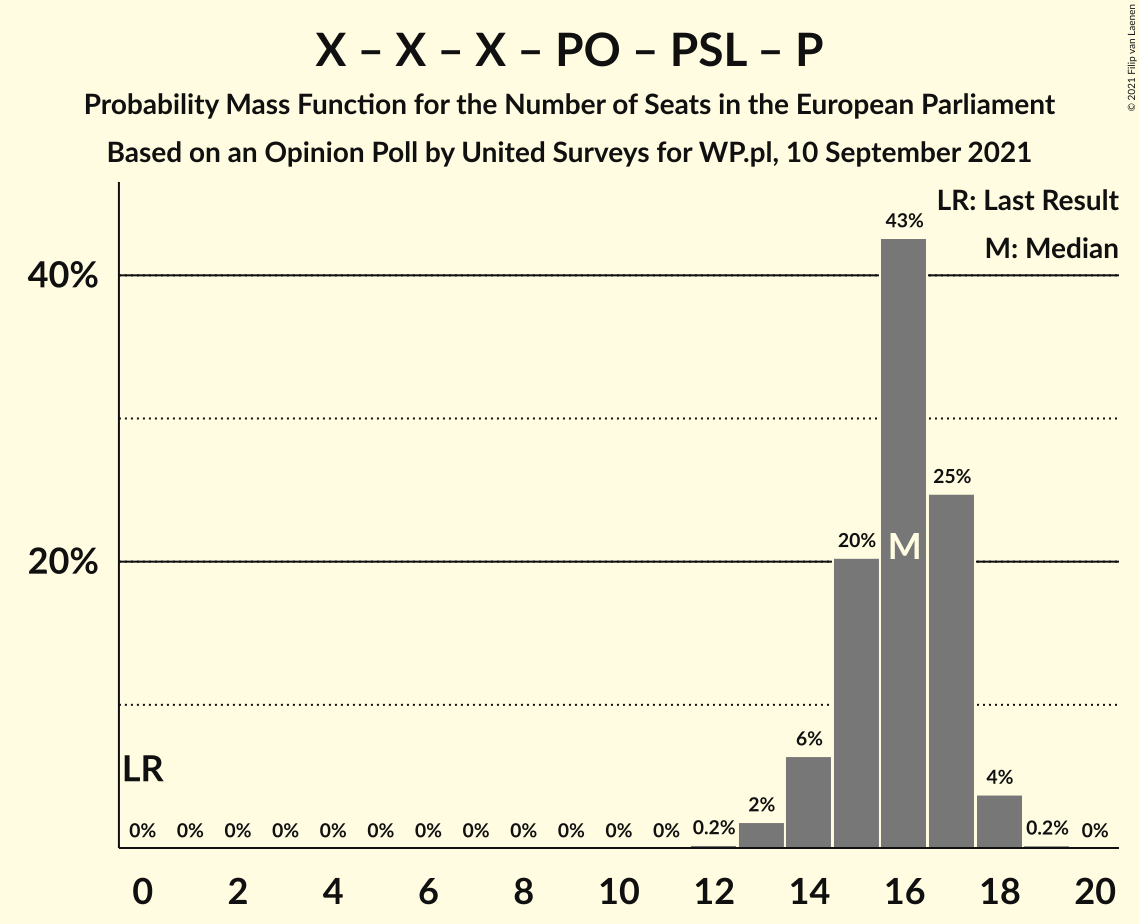 X – X – X – PO – PSL – P
Probability Mass Function for the Number of Seats in the European Parliament
Based on an Opinion Poll by United Surveys for WP.pl, 10 September 2021
© 2021 Filip van Laenen
LR: Last Result
M: Median
40%
20%
43%
25%
20%
M
6%
4%
2%
LR
0% 0% 0% 0% 0% 0% 0% 0% 0% 0% 0% 0% 0.2% 0.2% 0%
0 2 4 6 8 10 12 14 16 18 20